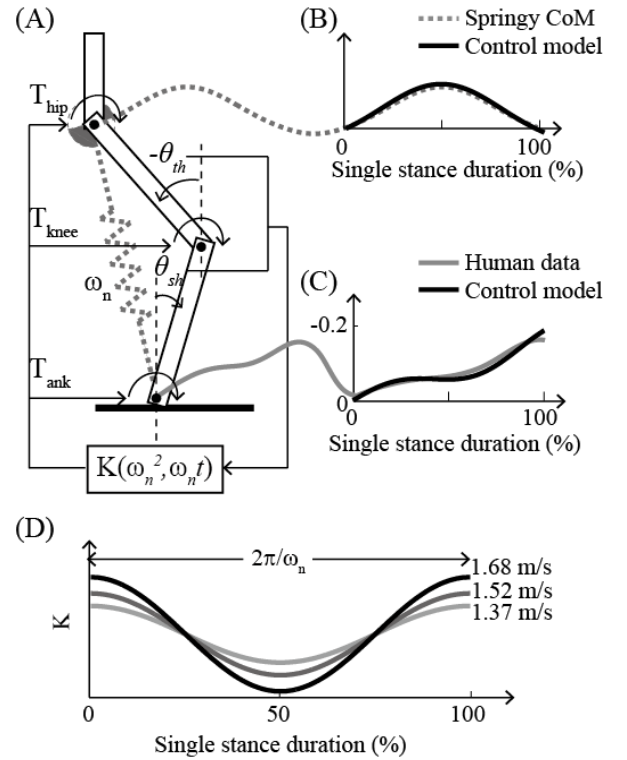 (A)
(B)
Springy CoM
Control model
T_hip
0
100
Single stance duration (%)
-θ_th
T_knee
θ_sh
ω_n
(C)
Human data
Control model
-0.2
0
0
100
Single stance duration (%)
T_ank
K(ω_n^2, ω_n t)
(D)
2π/ω_n
1.68 m/s
1.52 m/s
1.37 m/s
K
0
50
100
Single stance duration (%)